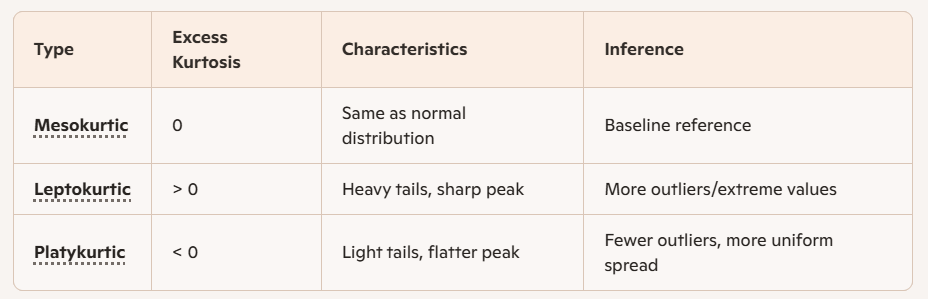 Type
Excess
Kurtosis
Characteristics
Inference
Mesokurtic
0
Same as normal
distribution
Baseline reference
Leptokurtic
> 0
Heavy tails, sharp peak
More outliers/extreme values
Platykurtic
< 0
Light tails, flatter peak
Fewer outliers, more uniform
spread